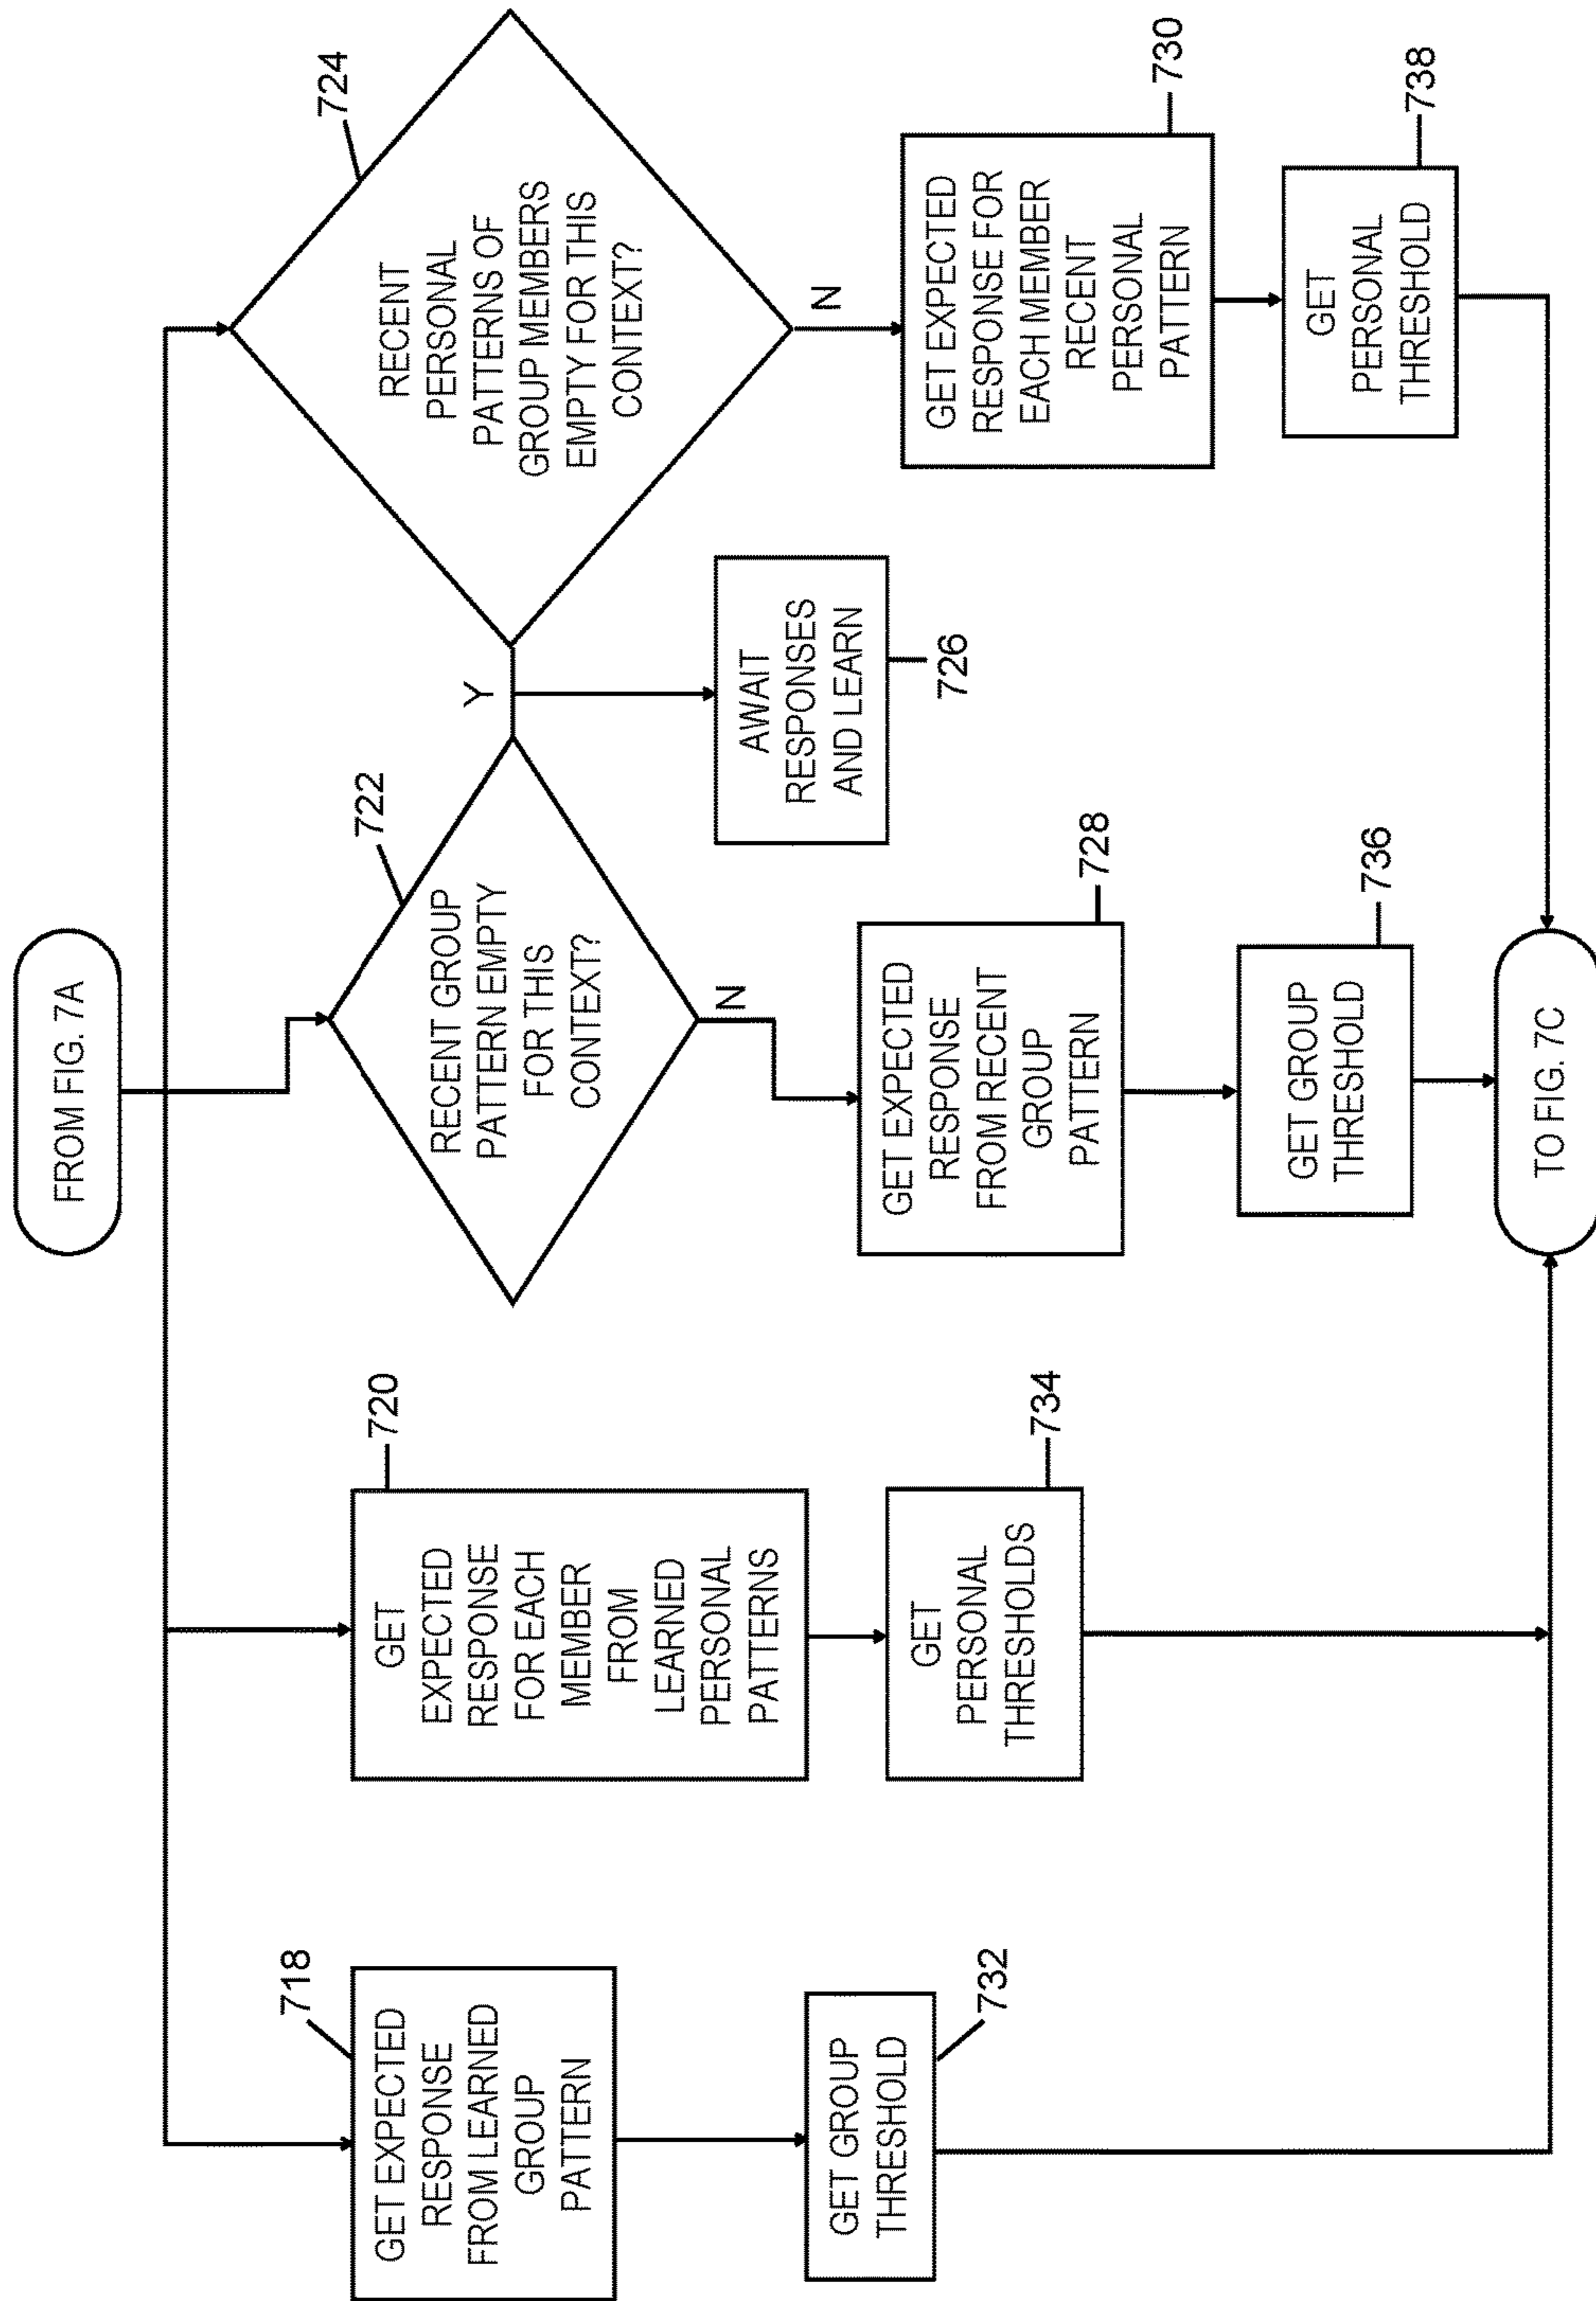 FROM FIG. 7A
718
GET EXPECTED
RESPONSE
FROM LEARNED
GROUP
PATTERN
732
GET GROUP
THRESHOLD
720
GET
EXPECTED
RESPONSE
FOR EACH
MEMBER
FROM
LEARNED
PERSONAL
PATTERNS
734
GET
PERSONAL
THRESHOLDS
722
RECENT GROUP
PATTERN EMPTY
FOR THIS
CONTEXT?
N
Y
728
GET EXPECTED
RESPONSE
FROM RECENT
GROUP
PATTERN
736
GET GROUP
THRESHOLD
AWAIT
RESPONSES
AND LEARN
726
724
RECENT
PERSONAL
PATTERNS OF
GROUP MEMBERS
EMPTY FOR THIS
CONTEXT?
N
730
GET EXPECTED
RESPONSE FOR
EACH MEMBER
RECENT
PERSONAL
PATTERN
738
GET
PERSONAL
THRESHOLD
TO FIG. 7C